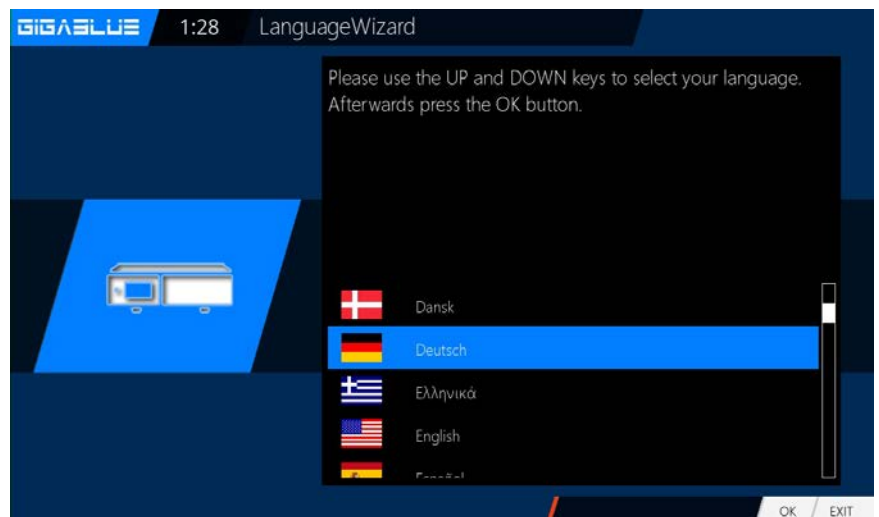 GIGABLUE 1:28 LanguageWizard
Please use the UP and DOWN keys to select your language.
Afterwards press the OK button.
Dansk
Deutsch
Ελληνικά
English
Español
OK / EXIT